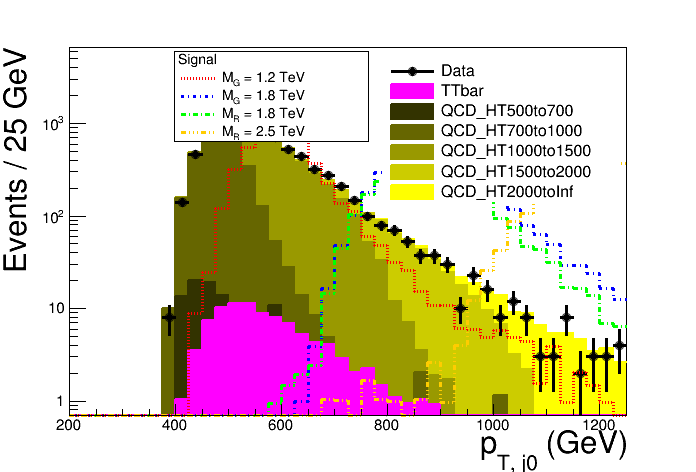 Signal
M_G = 1.2 TeV
M_G = 1.8 TeV
M_R = 1.8 TeV
M_R = 2.5 TeV
Data
TTbar
QCD_HT500to700
QCD_HT700to1000
QCD_HT1000to1500
QCD_HT1500to2000
QCD_HT2000toInf
Events / 25 GeV
10³
10²
10
1
200 400 600 800 1000 1200
p_T, j0 (GeV)